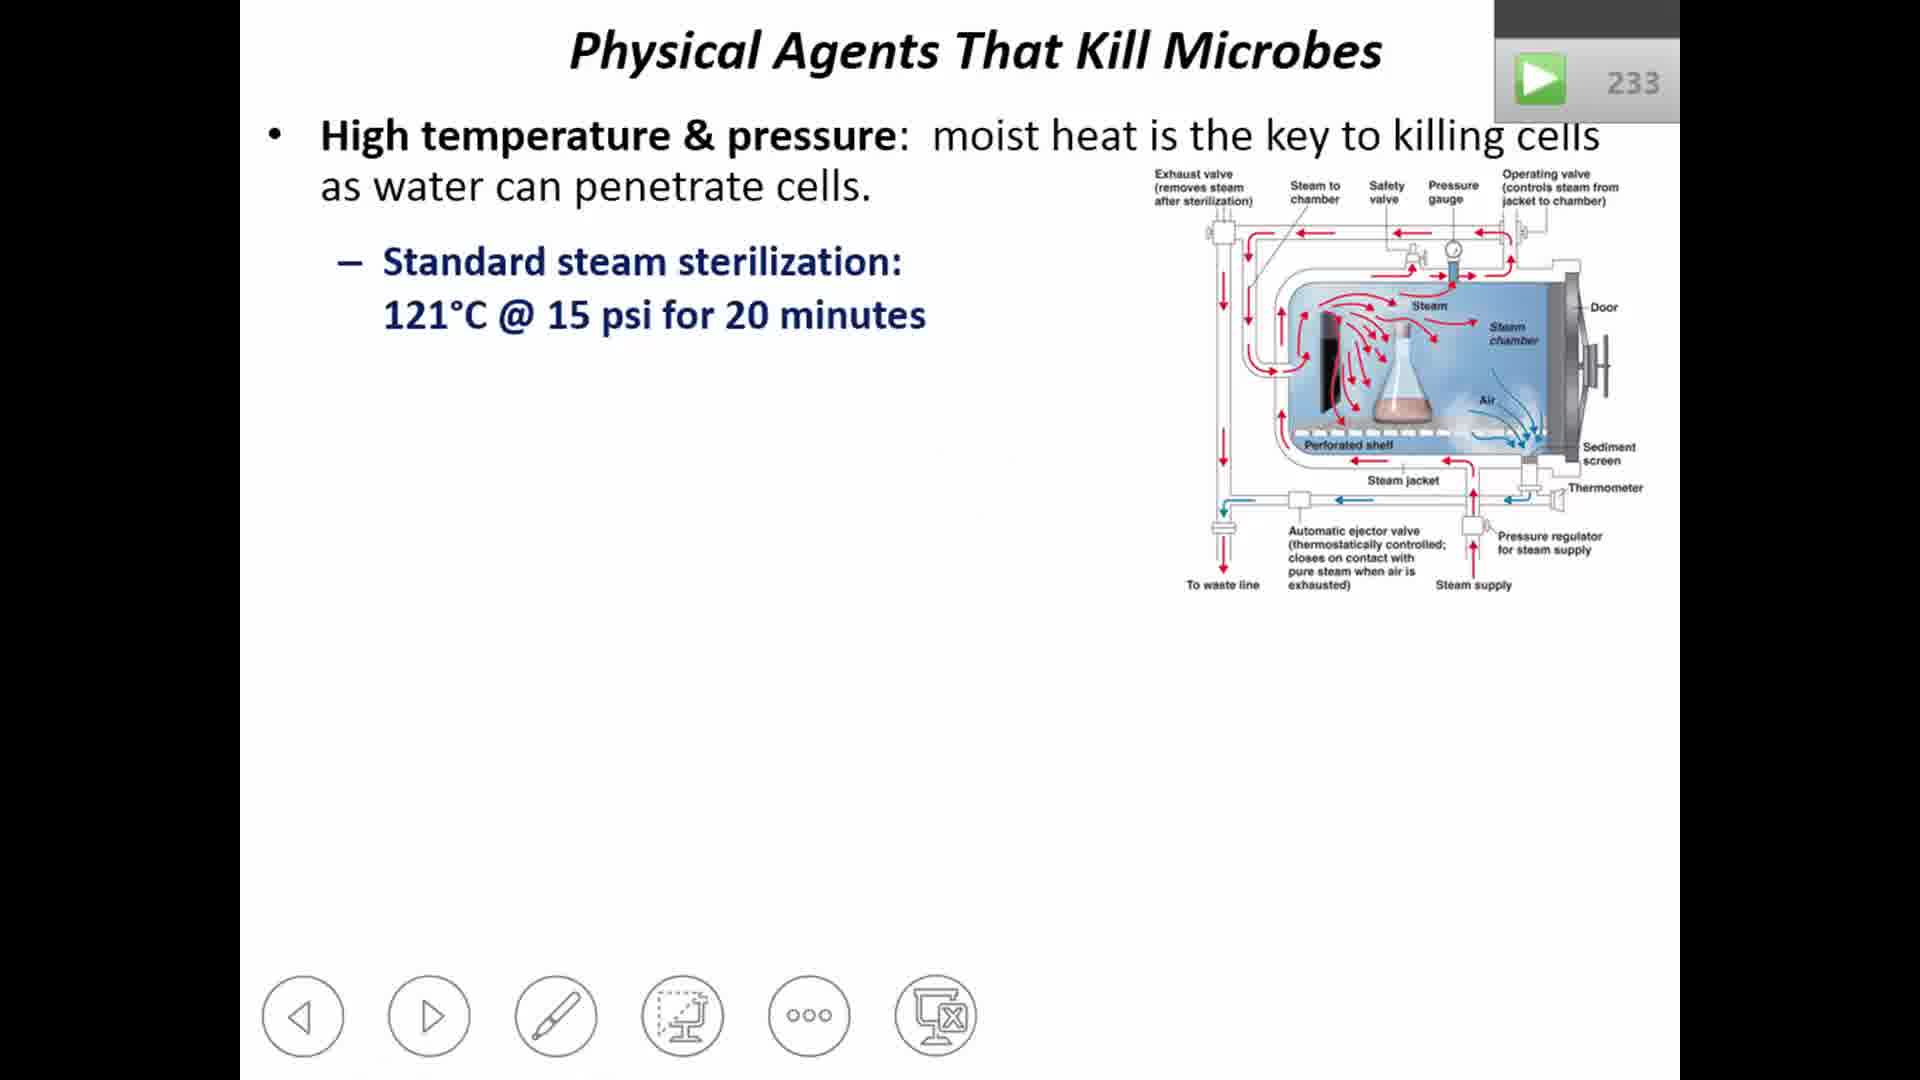 Physical Agents That Kill Microbes
233
• High temperature & pressure: moist heat is the key to killing cells
as water can penetrate cells.
– Standard steam sterilization:
121°C @ 15 psi for 20 minutes
Exhaust valve
(removes steam
after sterilization)
Steam to
chamber
Safety
valve
Pressure
gauge
Operating valve
(controls steam from
jacket to chamber)
Steam
Steam
chamber
Door
Air
Perforated shelf
Sediment
screen
Steam jacket
Thermometer
Automatic ejector valve
(thermostatically controlled;
closes on contact with
pure steam when air is
exhausted)
Pressure regulator
for steam supply
To waste line
Steam supply